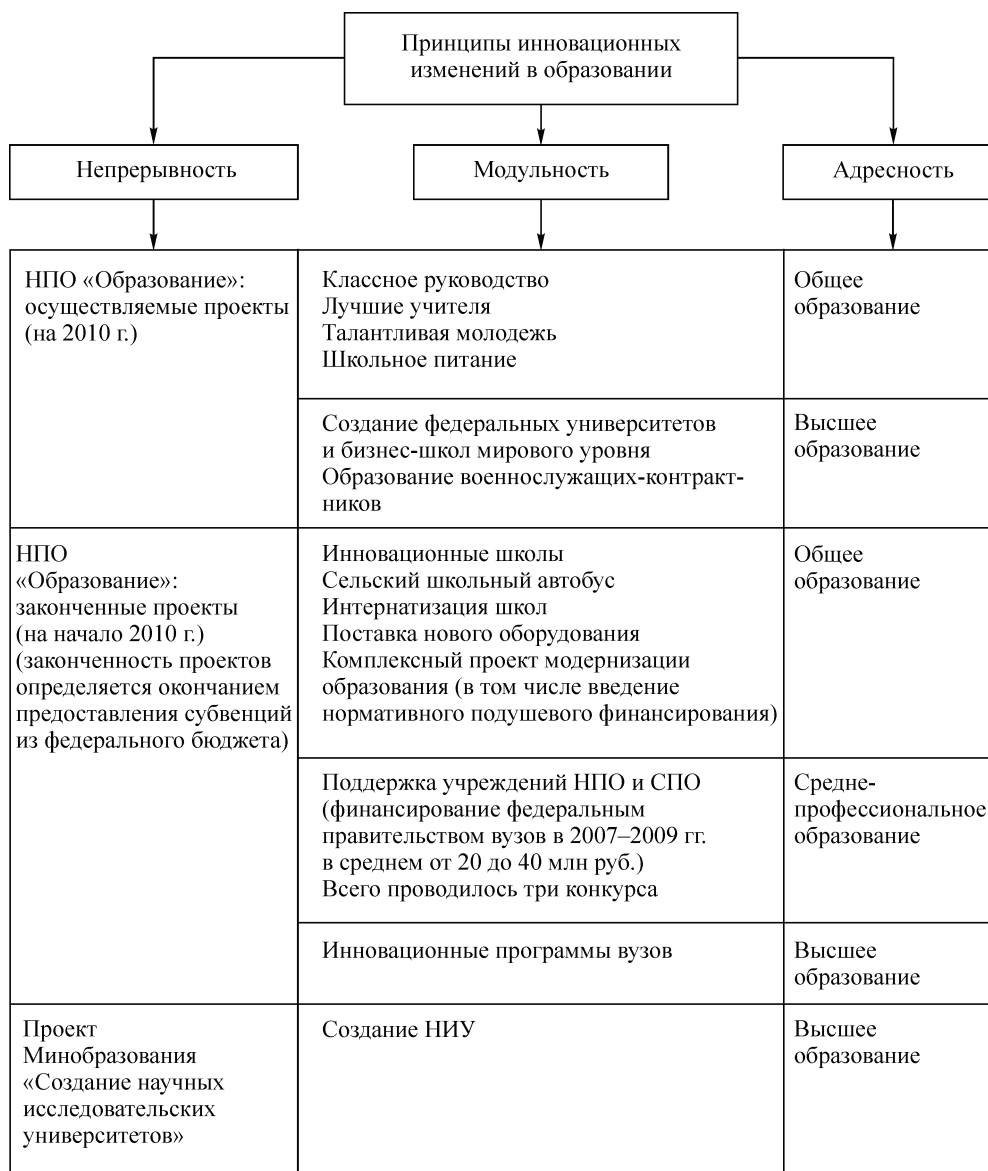 Принципы инновационных
изменений в образовании
Непрерывность
Модульность
Адресность
НПО «Образование»:
осуществляемые проекты
(на 2010 г.)
Классное руководство
Лучшие учителя
Талантливая молодежь
Школьное питание
Общее
образование
Создание федеральных университетов
и бизнес-школ мирового уровня
Образование военнослужащих-контракт-
ников
Высшее
образование
НПО
«Образование»:
законченные проекты
(на начало 2010 г.)
(законченность проектов
определяется окончанием
предоставления субвенций
из федерального бюджета)
Инновационные школы
Сельский школьный автобус
Интернатизация школ
Поставка нового оборудования
Комплексный проект модернизации
образования (в том числе введение
нормативного подушевого финансирования)
Общее
образование
Поддержка учреждений НПО и СПО
(финансирование федеральным
правительством вузов в 2007–2009 гг.
в среднем от 20 до 40 млн руб.)
Всего проводилось три конкурса
Средне-
профессиональное
образование
Инновационные программы вузов
Высшее
образование
Проект
Минобразования
«Создание научных
исследовательских
университетов»
Создание НИУ
Высшее
образование